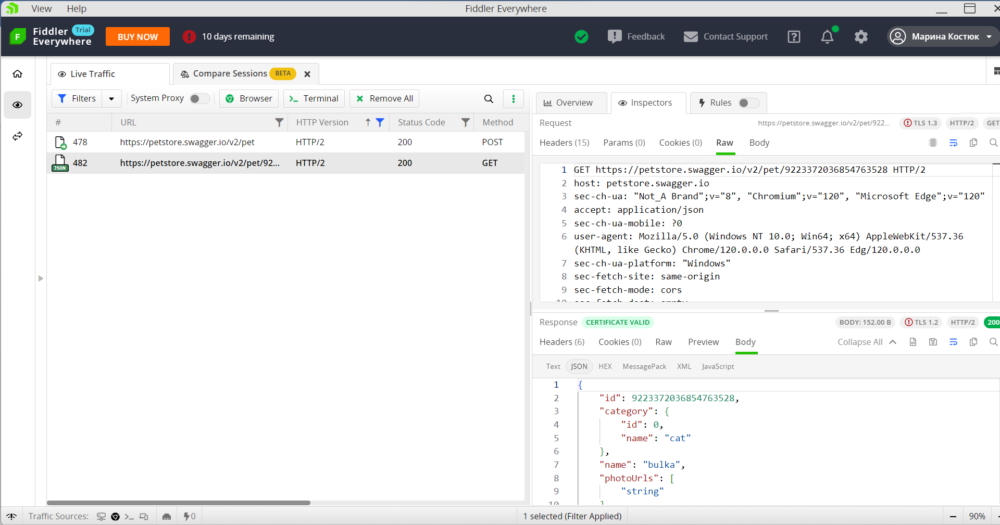 View Help Fiddler Everywhere
Fiddler Everywhere Trial BUY NOW 10 days remaining Feedback Contact Support Марина Костюк
Live Traffic Compare Sessions BETA
Filters System Proxy Browser Terminal Remove All
# URL HTTP Version Status Code Method
478 https://petstore.swagger.io/v2/pet HTTP/2 200 POST
JSON 482 https://petstore.swagger.io/v2/pet/92... HTTP/2 200 GET
Overview Inspectors Rules
Request https://petstore.swagger.io/v2/pet/922... TLS 1.3 HTTP/2 GET
Headers (15) Params (0) Cookies (0) Raw Body
1 GET https://petstore.swagger.io/v2/pet/9223372036854763528 HTTP/2
2 host: petstore.swagger.io
3 sec-ch-ua: "Not_A Brand";v="8", "Chromium";v="120", "Microsoft Edge";v="120"
4 accept: application/json
5 sec-ch-ua-mobile: ?0
6 user-agent: Mozilla/5.0 (Windows NT 10.0; Win64; x64) AppleWebKit/537.36
(KHTML, like Gecko) Chrome/120.0.0.0 Safari/537.36 Edg/120.0.0.0
7 sec-ch-ua-platform: "Windows"
8 sec-fetch-site: same-origin
9 sec-fetch-mode: cors
Response CERTIFICATE VALID BODY: 152.00 B TLS 1.2 HTTP/2 200
Headers (6) Cookies (0) Raw Preview Body Collapse All
Text JSON HEX MessagePack XML JavaScript
1 {
2 "id": 9223372036854763528,
3 "category": {
4 "id": 0,
5 "name": "cat"
6 },
7 "name": "bulka",
8 "photoUrls": [
9 "string"
10 ]
Traffic Sources: 0 1 selected (Filter Applied) 90%